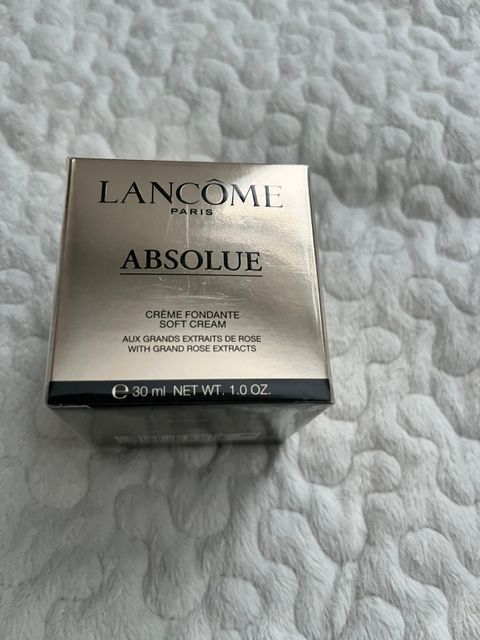 LANCÔME
PARIS
ABSOLUE
CRÈME FONDANTE
SOFT CREAM
AUX GRANDS EXTRAITS DE ROSE
WITH GRAND ROSE EXTRACTS
℮ 30 ml NET WT. 1.0 OZ.